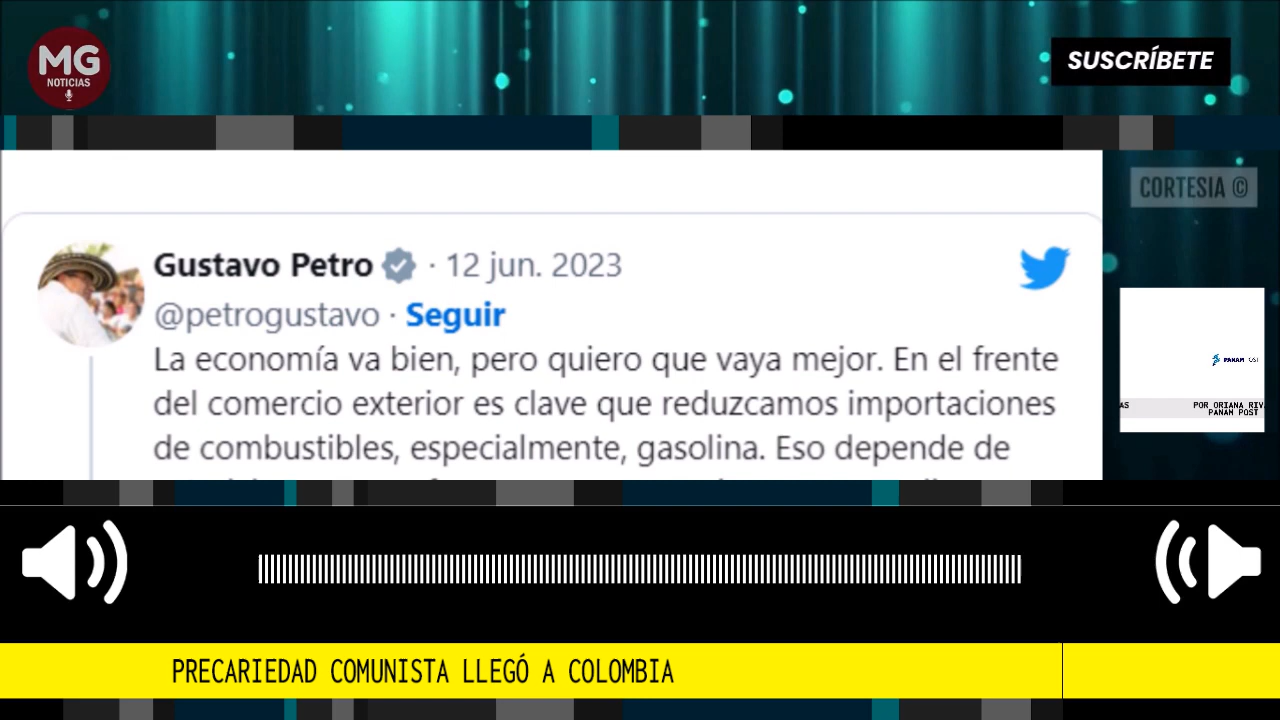 MG
NOTICIAS
SUSCRÍBETE
CORTESIA ©
Gustavo Petro · 12 jun. 2023
@petrogustavo · Seguir
La economía va bien, pero quiero que vaya mejor. En el frente
del comercio exterior es clave que reduzcamos importaciones
de combustibles, especialmente, gasolina. Eso depende de
PANAM
AS POR ORIANA RIV
PANAM POST
PRECARIEDAD COMUNISTA LLEGÓ A COLOMBIA